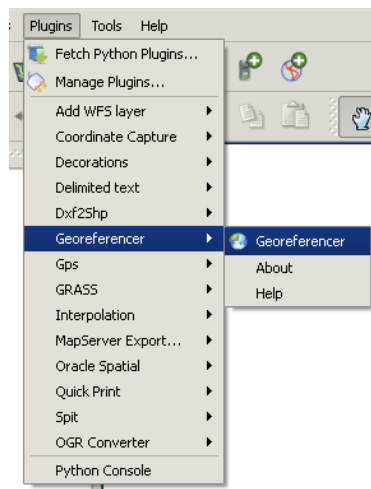 Plugins Tools Help
Fetch Python Plugins...
Manage Plugins...
Add WFS layer
Coordinate Capture
Decorations
Delimited text
Dxf2Shp
Georeferencer
Georeferencer
Gps
About
GRASS
Help
Interpolation
MapServer Export...
Oracle Spatial
Quick Print
Spit
OGR Converter
Python Console